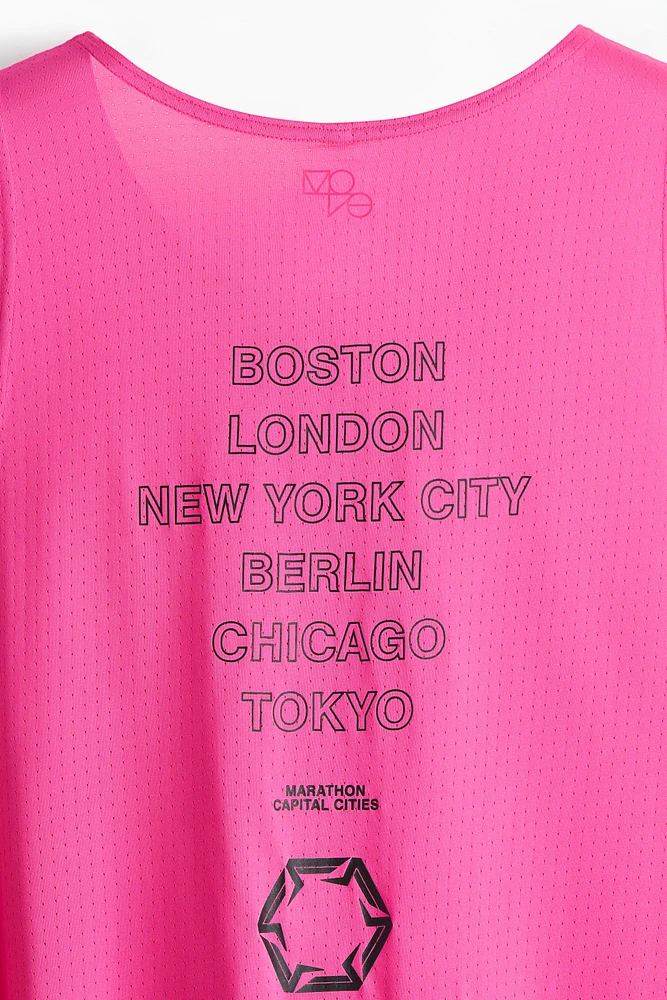 move
BOSTON
LONDON
NEW YORK CITY
BERLIN
CHICAGO
TOKYO
MARATHON
CAPITAL CITIES